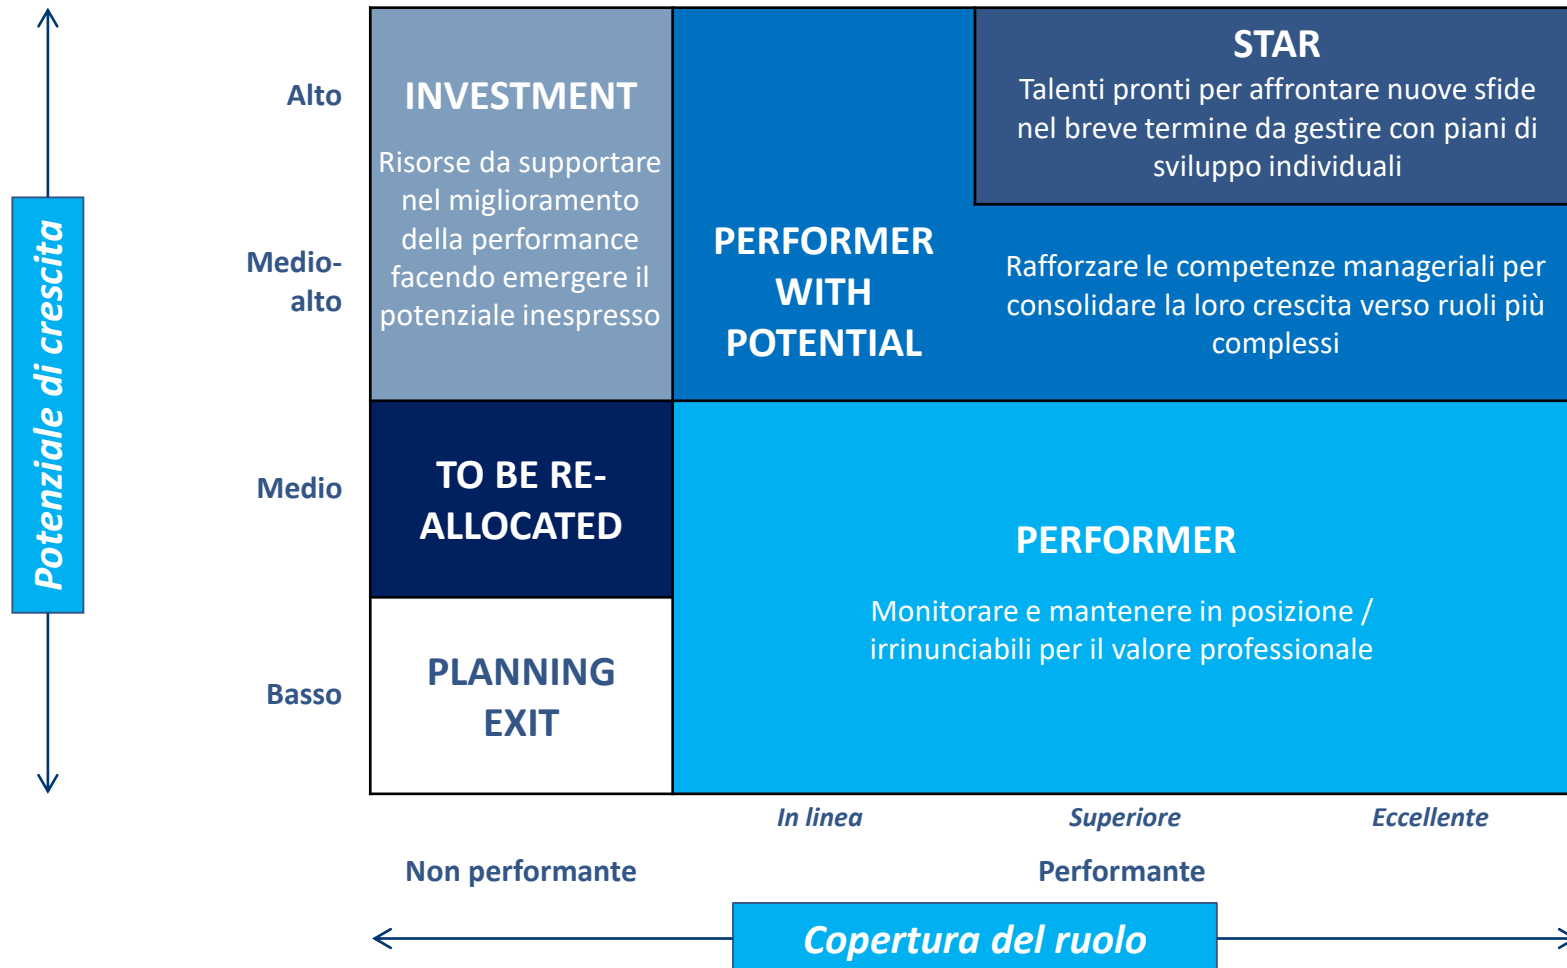 Potenziale di crescita
Alto
Medio-
alto
Medio
Basso
INVESTMENT
Risorse da supportare
nel miglioramento
della performance
facendo emergere il
potenziale inespresso
PERFORMER
WITH
POTENTIAL
STAR
Talenti pronti per affrontare nuove sfide
nel breve termine da gestire con piani di
sviluppo individuali
Rafforzare le competenze manageriali per
consolidare la loro crescita verso ruoli più
complessi
TO BE RE-
ALLOCATED
PERFORMER
Monitorare e mantenere in posizione /
irrinunciabili per il valore professionale
PLANNING
EXIT
In linea
Superiore
Eccellente
Non performante
Performante
Copertura del ruolo